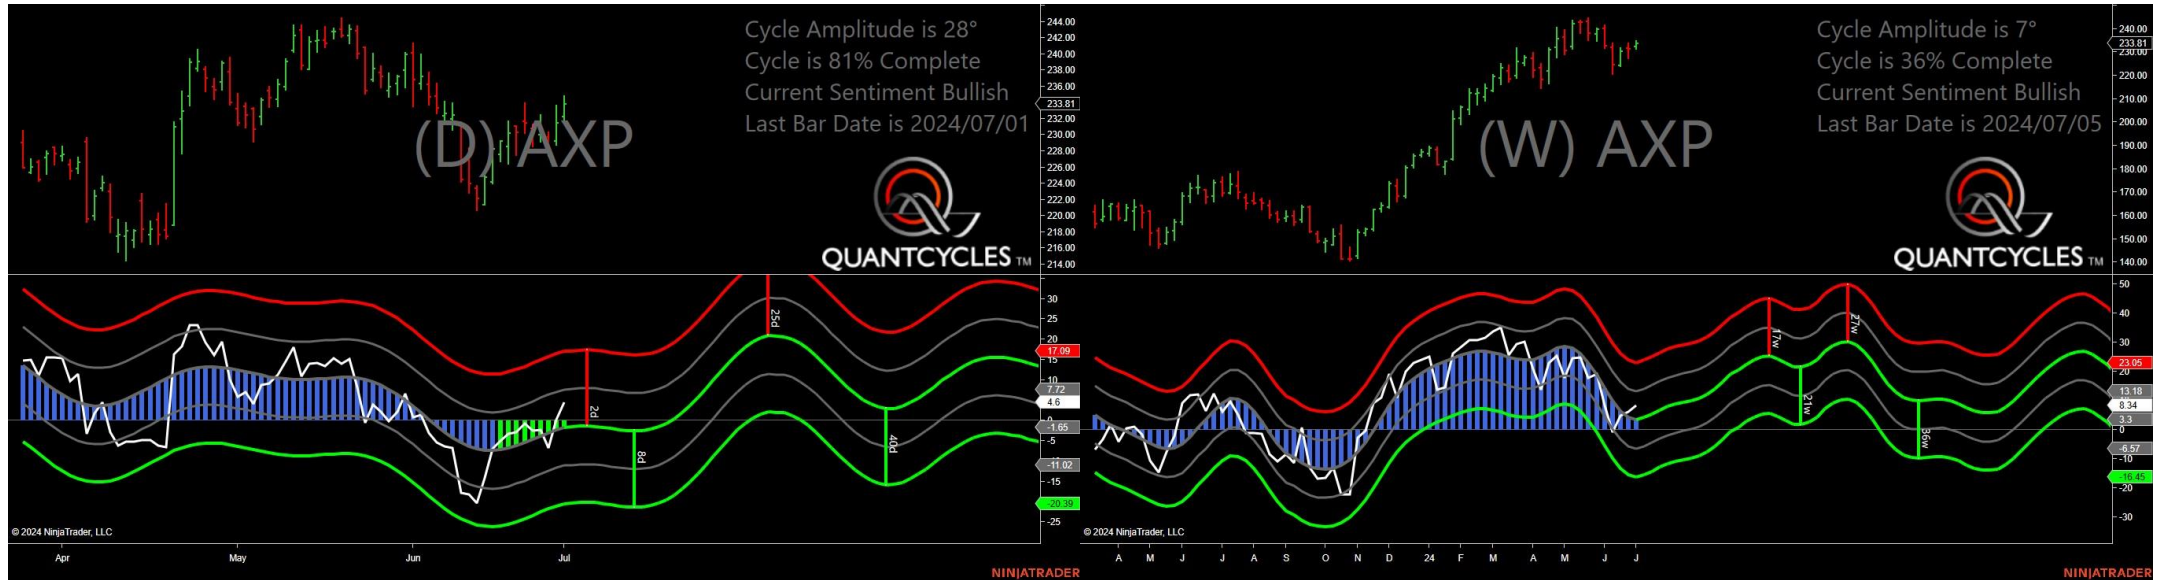 Cycle Amplitude is 28°
Cycle is 81% Complete
Current Sentiment Bullish
Last Bar Date is 2024/07/01
(D) AXP
QUANTCYCLES TM
244.00
242.00
240.00
238.00
236.00
233.81
232.00
230.00
228.00
226.00
224.00
222.00
220.00
218.00
216.00
214.00
25d
2d
8d
40d
30
20
17.09
15
10
7.72
4.6
0
-1.65
-5
-11.02
-15
-20.39
-25
© 2024 NinjaTrader, LLC
Apr May Jun Jul
NINJATRADER
Cycle Amplitude is 7°
Cycle is 36% Complete
Current Sentiment Bullish
Last Bar Date is 2024/07/05
(W) AXP
QUANTCYCLES TM
240.00
233.81
230.00
220.00
210.00
200.00
190.00
180.00
170.00
160.00
150.00
140.00
17w
27w
21w
36w
50
40
30
23.05
20
13.18
8.34
3.3
0
-6.57
-10
-16.45
-20
-30
© 2024 NinjaTrader, LLC
A M J J A S O N D 24 F M A M J J
NINJATRADER